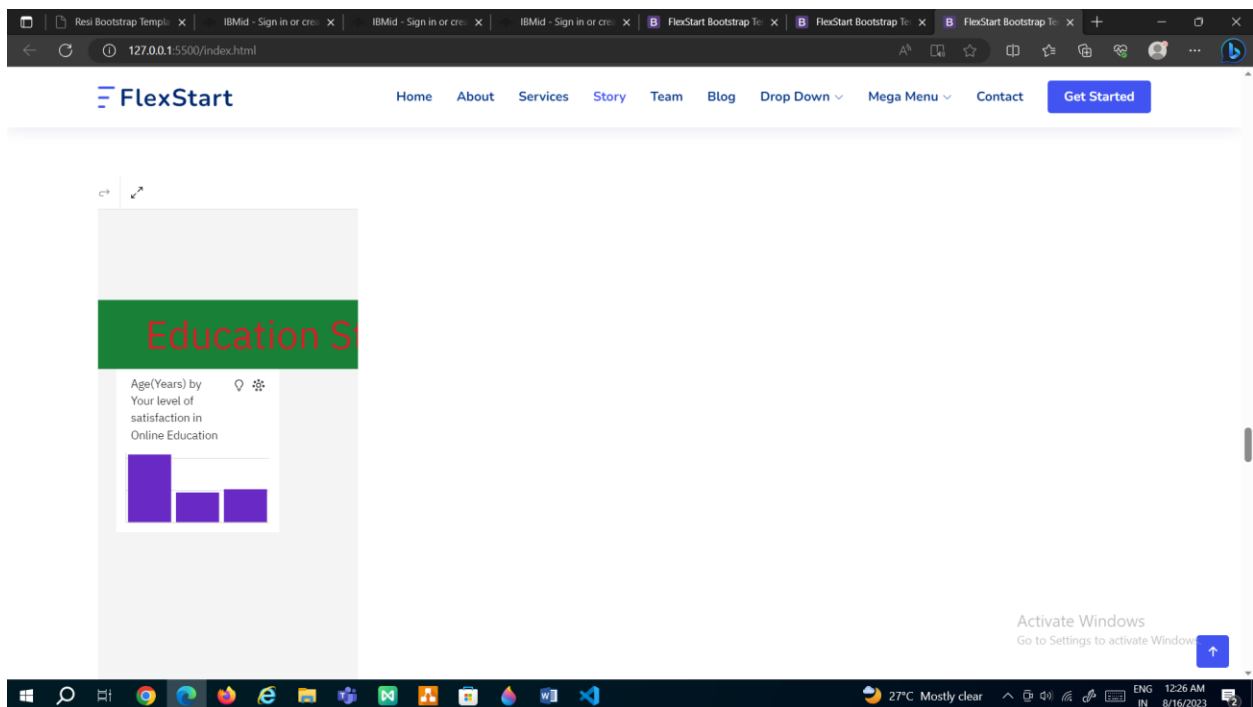 Resi Bootstrap Templa
IBMid - Sign in or crea
IBMid - Sign in or crea
IBMid - Sign in or crea
B FlexStart Bootstrap Te
B FlexStart Bootstrap Te
B FlexStart Bootstrap Te
127.0.0.1:5500/index.html
FlexStart
Home About Services Story Team Blog Drop Down Mega Menu Contact Get Started
Education St
Age(Years) by
Your level of
satisfaction in
Online Education
Activate Windows
Go to Settings to activate Windows.
27°C Mostly clear
ENG 12:26 AM
IN 8/16/2023
2